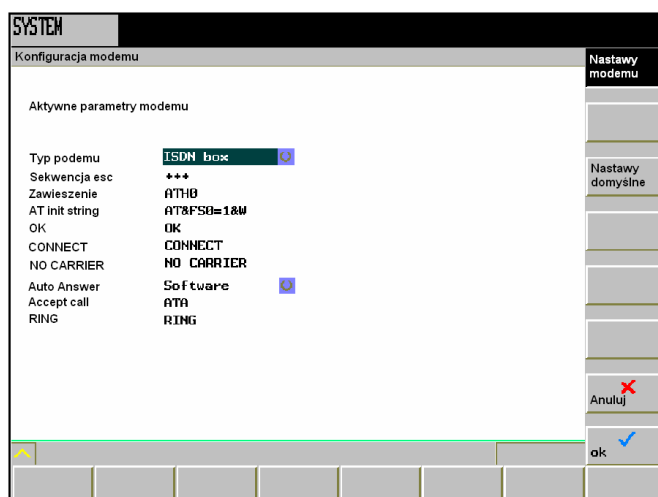 SYSTEM
Konfiguracja modemu
Nastawy
modemu
Aktywne parametry modemu
Typ podemu ISDN box
Sekwencja esc +++
Zawieszenie ATH0
AT init string AT&FS0=1&W
OK OK
CONNECT CONNECT
NO CARRIER NO CARRIER
Auto Answer Software
Accept call ATA
RING RING
Nastawy
domyślne
Anuluj
ok